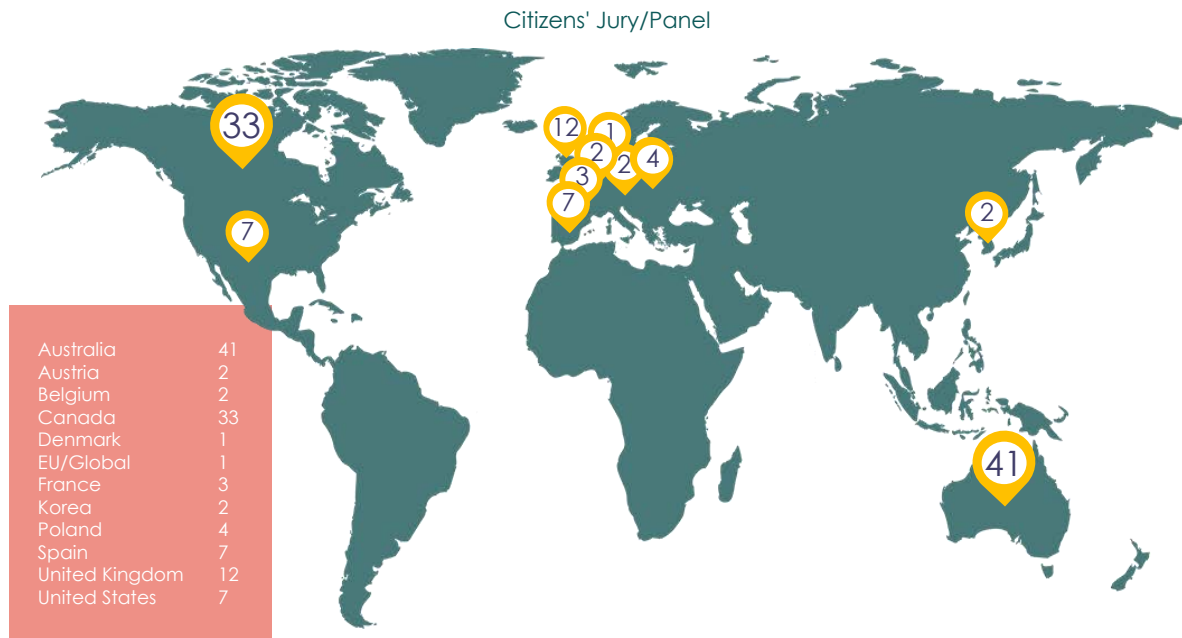 Citizens' Jury/Panel
33
12
1
2
2
4
3
7
7
2
41
Australia 41
Austria 2
Belgium 2
Canada 33
Denmark 1
EU/Global 1
France 3
Korea 2
Poland 4
Spain 7
United Kingdom 12
United States 7